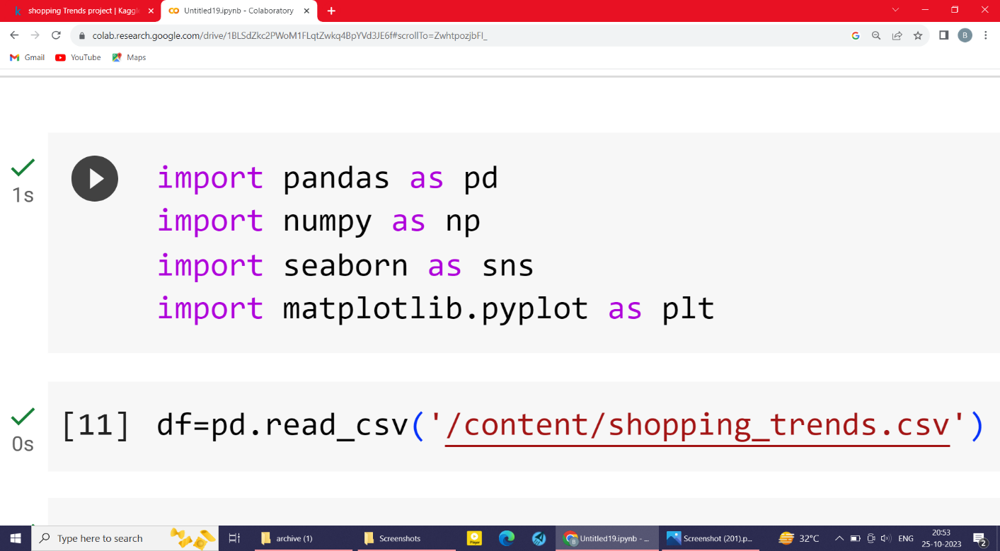 shopping Trends project | Kaggl
Untitled19.ipynb - Colaboratory
colab.research.google.com/drive/1BLSdZkc2PWoM1FLqtZwkq4BpYVd3JE6f#scrollTo=ZwhtpozjbFI_
G
B
Gmail
YouTube
Maps
1s
import pandas as pd
import numpy as np
import seaborn as sns
import matplotlib.pyplot as plt
0s
[11] df=pd.read_csv('/content/shopping_trends.csv')
Type here to search
archive (1)
Screenshots
Untitled19.ipynb - ...
Screenshot (201).p...
32°C
ENG
20:53
25-10-2023
2